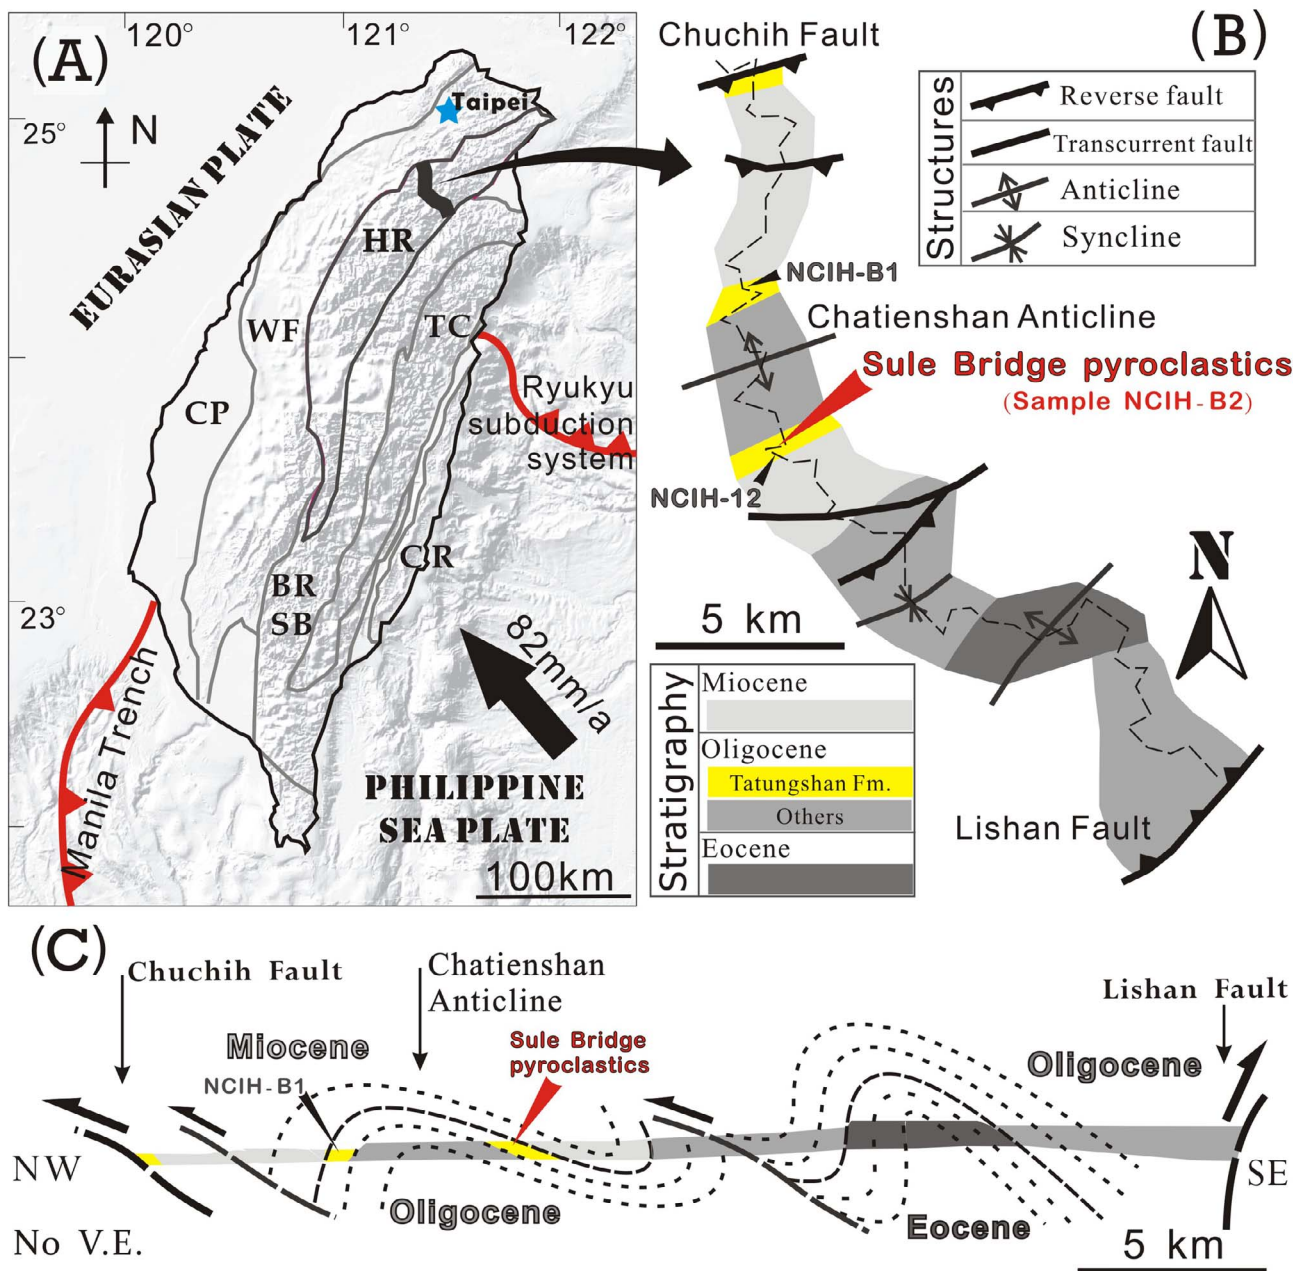 (A)
120°
121°
122°
25°
N
Taipei
EURASIAN PLATE
HR
WF
TC
CP
Ryukyu
subduction
system
CR
BR
SB
23°
82mm/a
Manila Trench
PHILIPPINE
SEA PLATE
100km
(B)
Chuchih Fault
Structures
Reverse fault
Transcurrent fault
Anticline
Syncline
NCIH-B1
Chatienshan Anticline
Sule Bridge pyroclastics
(Sample NCIH-B2)
NCIH-12
N
5 km
Stratigraphy
Miocene
Oligocene
Tatungshan Fm.
Others
Eocene
Lishan Fault
(C)
Chuchih Fault
Chatienshan
Anticline
Lishan Fault
Miocene
NCIH-B1
Sule Bridge
pyroclastics
Oligocene
NW
SE
Oligocene
Eocene
No V.E.
5 km